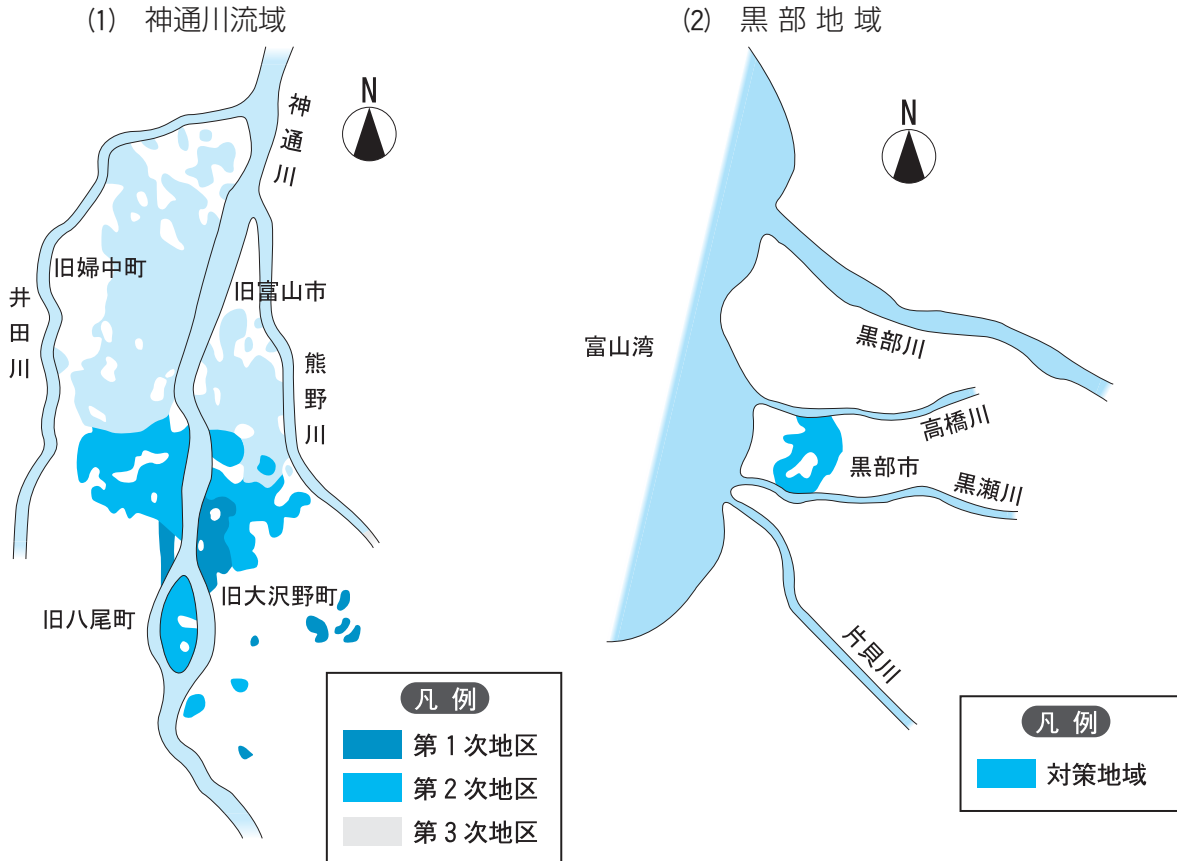 (1) 神通川流域
N
神通川
旧婦中町
旧富山市
井田川
熊野川
旧八尾町
旧大沢野町
凡例
第1次地区
第2次地区
第3次地区
(2) 黒部地域
N
富山湾
黒部川
高橋川
黒部市
黒瀬川
片貝川
凡例
対策地域